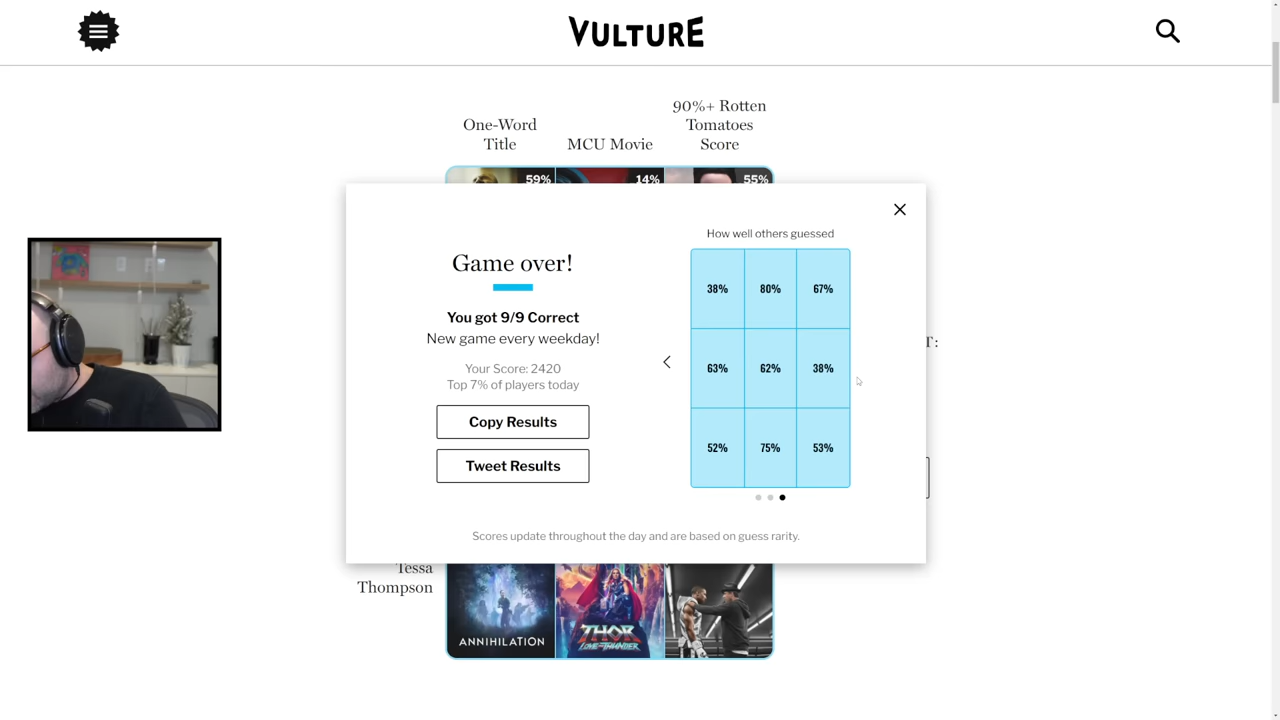 VULTURE
One-Word
Title
MCU Movie
90%+ Rotten
Tomatoes
Score
59%
14%
55%
How well others guessed
Game over!
You got 9/9 Correct
New game every weekday!
Your Score: 2420
Top 7% of players today
Copy Results
Tweet Results
38%
80%
67%
63%
62%
38%
52%
75%
53%
Scores update throughout the day and are based on guess rarity.
T:
Tessa
Thompson
ANNIHILATION
THOR
LOVE AND THUNDER